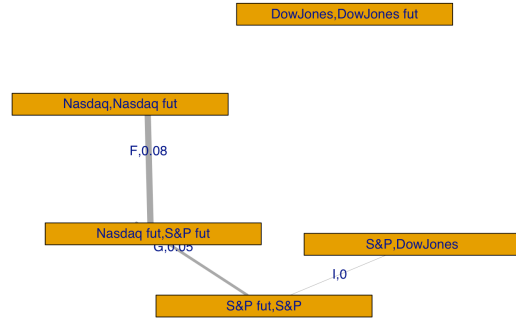 DowJones,DowJones fut
Nasdaq,Nasdaq fut
F,0.08
Nasdaq fut,S&P fut
G,0.05
S&P,DowJones
I,0
S&P fut,S&P